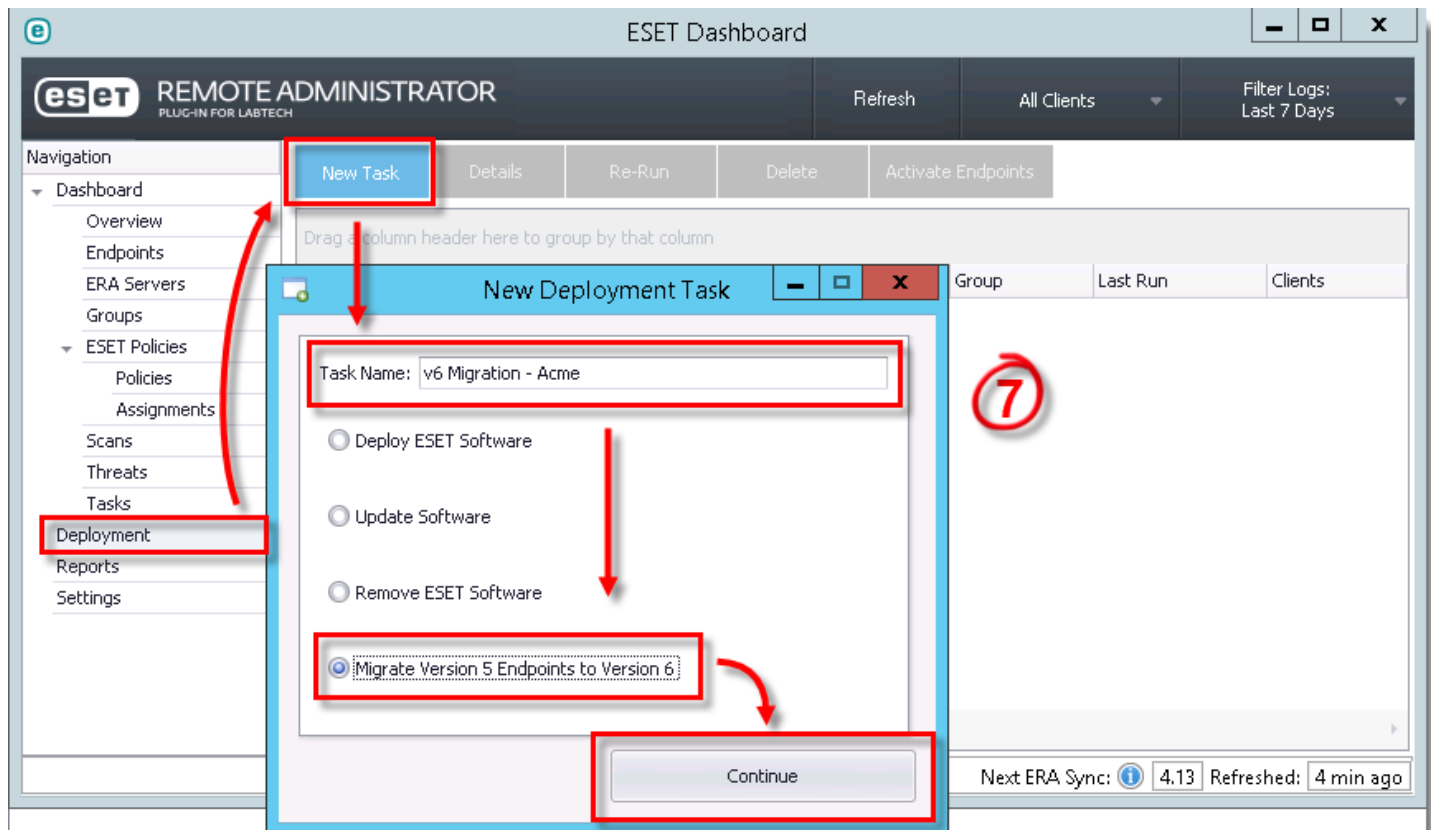 ESET Dashboard
eset REMOTE ADMINISTRATOR
PLUG-IN FOR LABTECH
Refresh
All Clients
Filter Logs:
Last 7 Days
Navigation
Dashboard
Overview
Endpoints
ERA Servers
Groups
ESET Policies
Policies
Assignments
Scans
Threats
Tasks
Deployment
Reports
Settings
New Task Details Re-Run Delete Activate Endpoints
Drag a column header here to group by that column
Group Last Run Clients
New Deployment Task
Task Name: v6 Migration - Acme
7
Deploy ESET Software
Update Software
Remove ESET Software
Migrate Version 5 Endpoints to Version 6
Continue
Next ERA Sync: 4.13 Refreshed: 4 min ago